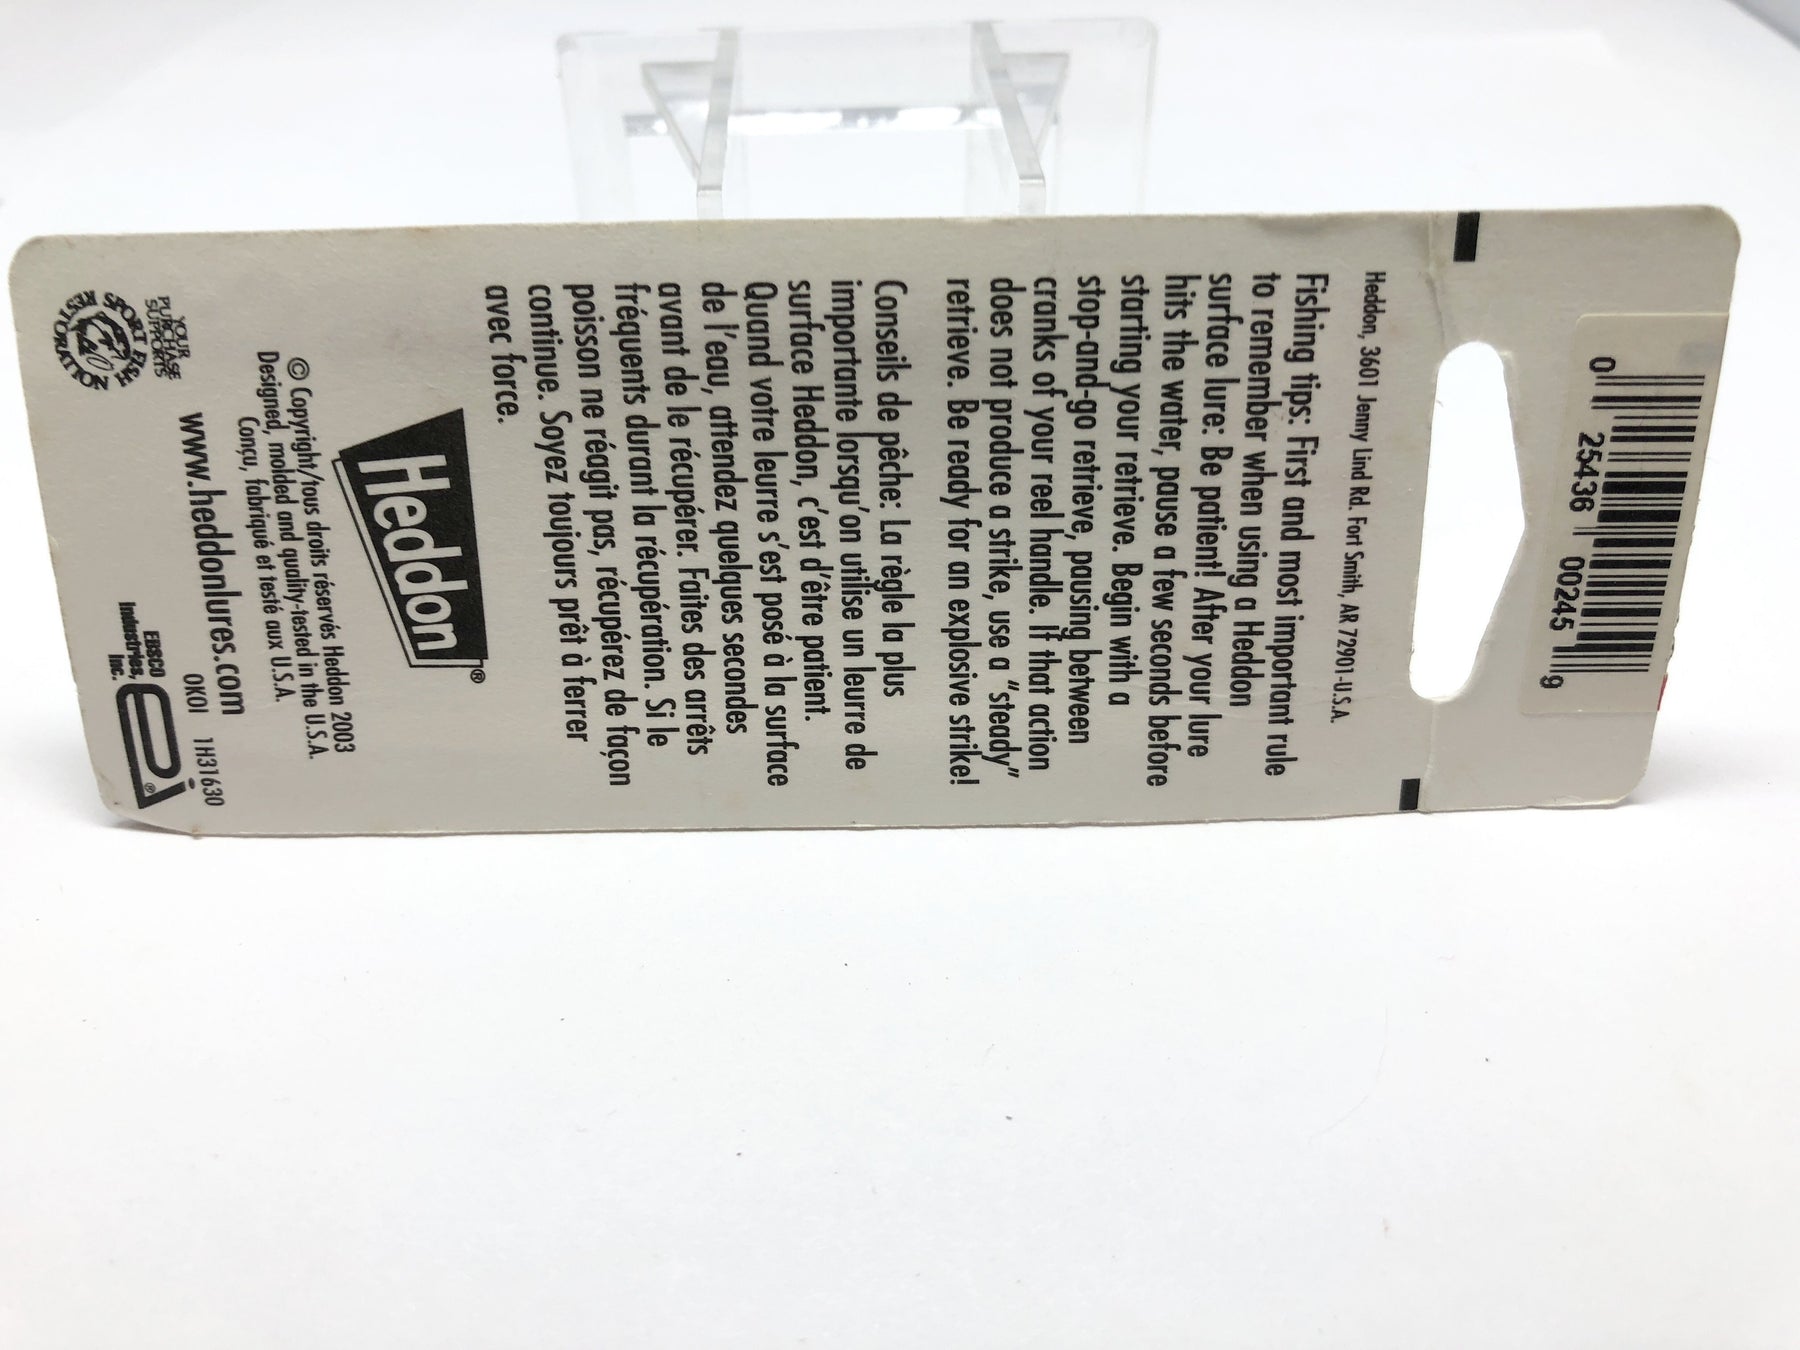 0 25436 00245 9
Heddon, 3601 Jenny Lind Rd. Fort Smith, AR 72901-U.S.A.
Fishing tips: First and most important rule
to remember when using a Heddon
surface lure: Be patient! After your lure
hits the water, pause a few seconds before
starting your retrieve. Begin with a
stop-and-go retrieve, pausing between
cranks of your reel handle. If that action
does not produce a strike, use a "steady"
retrieve. Be ready for an explosive strike!
Conseils de pêche: La règle la plus
importante lorsqu'on utilise un leurre de
surface Heddon, c'est d'être patient.
Quand votre leurre s'est posé à la surface
de l'eau, attendez quelques secondes
avant de le récupérer. Faites des arrêts
fréquents durant la récupération. Si le
poisson ne réagit pas, récupérez de façon
continue. Soyez toujours prêt à ferrer
avec force.
Heddon®
© Copyright/tous droits réservés Heddon 2003
Designed, molded and quality-tested in the U.S.A.
Conçu, fabriqué et testé aux U.S.A.
www.heddonlures.com
OKOI 1H31630
YOUR
PURCHASE
SUPPORTS
SPORT FISH
RESTORATION
EBSCO
Industries,
Inc.
®